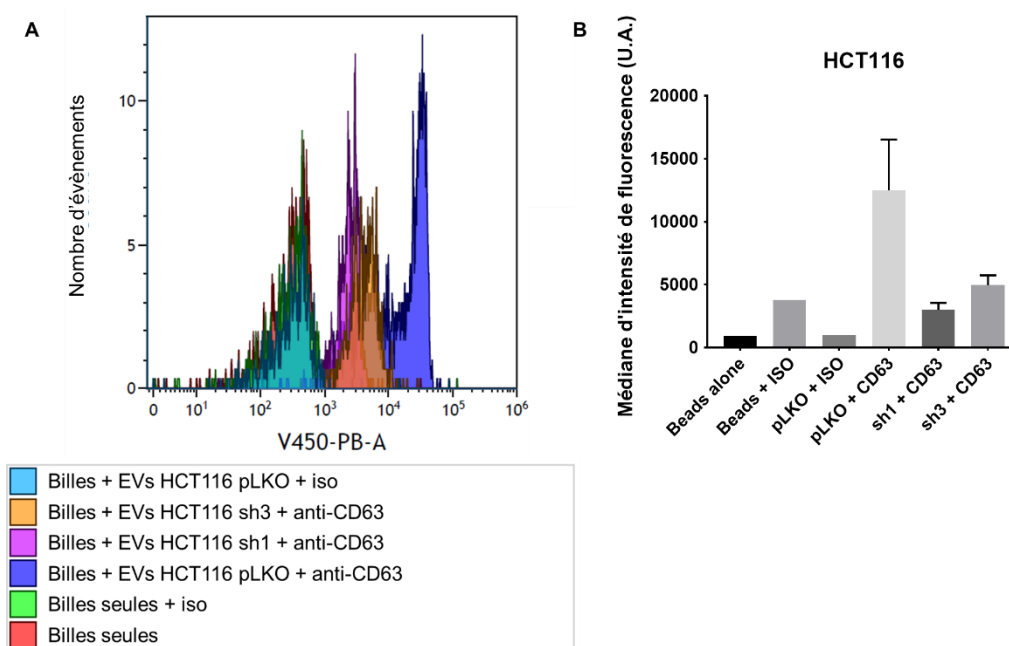 A
Nombre d'évènements
10
5
0
0 10¹ 10² 10³ 10⁴ 10⁵ 10⁶
V450-PB-A
Billes + EVs HCT116 pLKO + iso
Billes + EVs HCT116 sh3 + anti-CD63
Billes + EVs HCT116 sh1 + anti-CD63
Billes + EVs HCT116 pLKO + anti-CD63
Billes seules + iso
Billes seules
B
HCT116
Médiane d'intensité de fluorescence (U.A.)
20000
15000
10000
5000
0
Beads alone
Beads + ISO
pLKO + ISO
pLKO + CD63
sh1 + CD63
sh3 + CD63